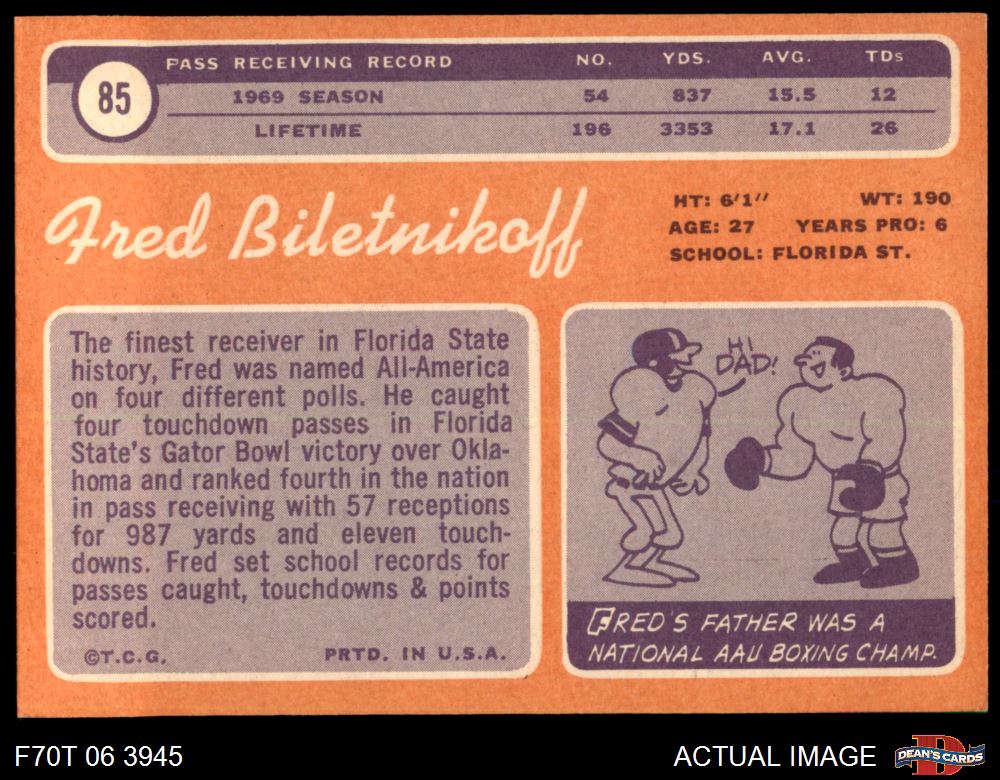 PASS RECEIVING RECORD NO. YDS. AVG. TDs
85
1969 SEASON 54 837 15.5 12
LIFETIME 196 3353 17.1 26
Fred Biletnikoff
HT: 6'1" WT: 190
AGE: 27 YEARS PRO: 6
SCHOOL: FLORIDA ST.
The finest receiver in Florida State
history, Fred was named All-America
on four different polls. He caught
four touchdown passes in Florida
State's Gator Bowl victory over Okla-
homa and ranked fourth in the nation
in pass receiving with 57 receptions
for 987 yards and eleven touch-
downs. Fred set school records for
passes caught, touchdowns & points
scored.
©T.C.G. PRTD. IN U.S.A.
HI
DAD!
FRED'S FATHER WAS A
NATIONAL AAU BOXING CHAMP.
F70T 06 3945
ACTUAL IMAGE
D
DEAN'S CARDS